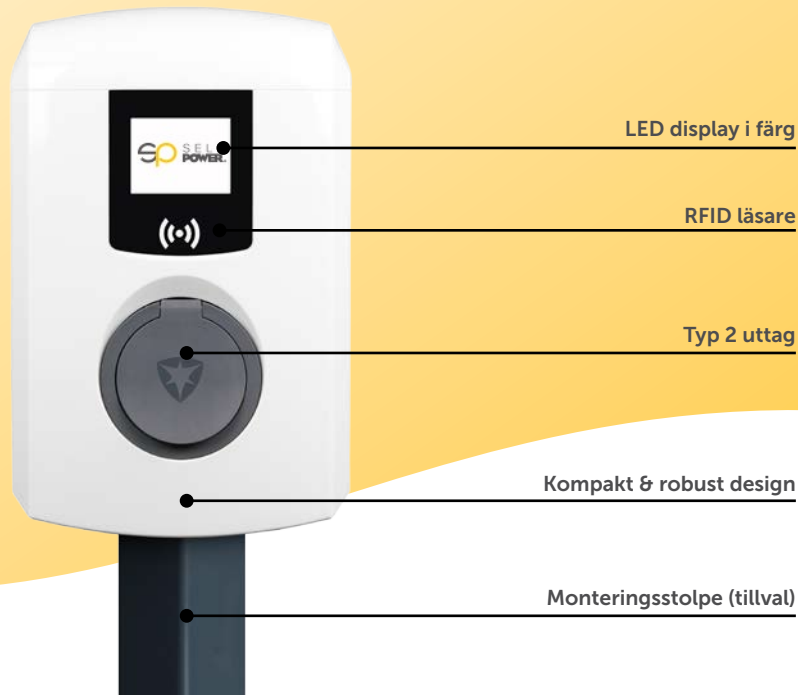 LED display i färg
SEL
POWER.
RFID läsare
Typ 2 uttag
Kompakt & robust design
Monteringsstolpe (tillval)